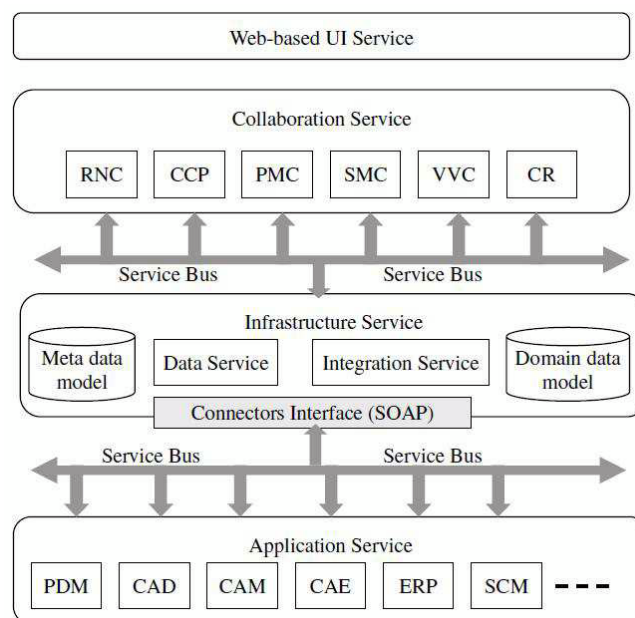 Web-based UI Service
Collaboration Service
RNC CCP PMC SMC VVC CR
Service Bus Service Bus
Infrastructure Service
Meta data
model
Data Service
Integration Service
Domain data
model
Connectors Interface (SOAP)
Service Bus Service Bus
Application Service
PDM CAD CAM CAE ERP SCM